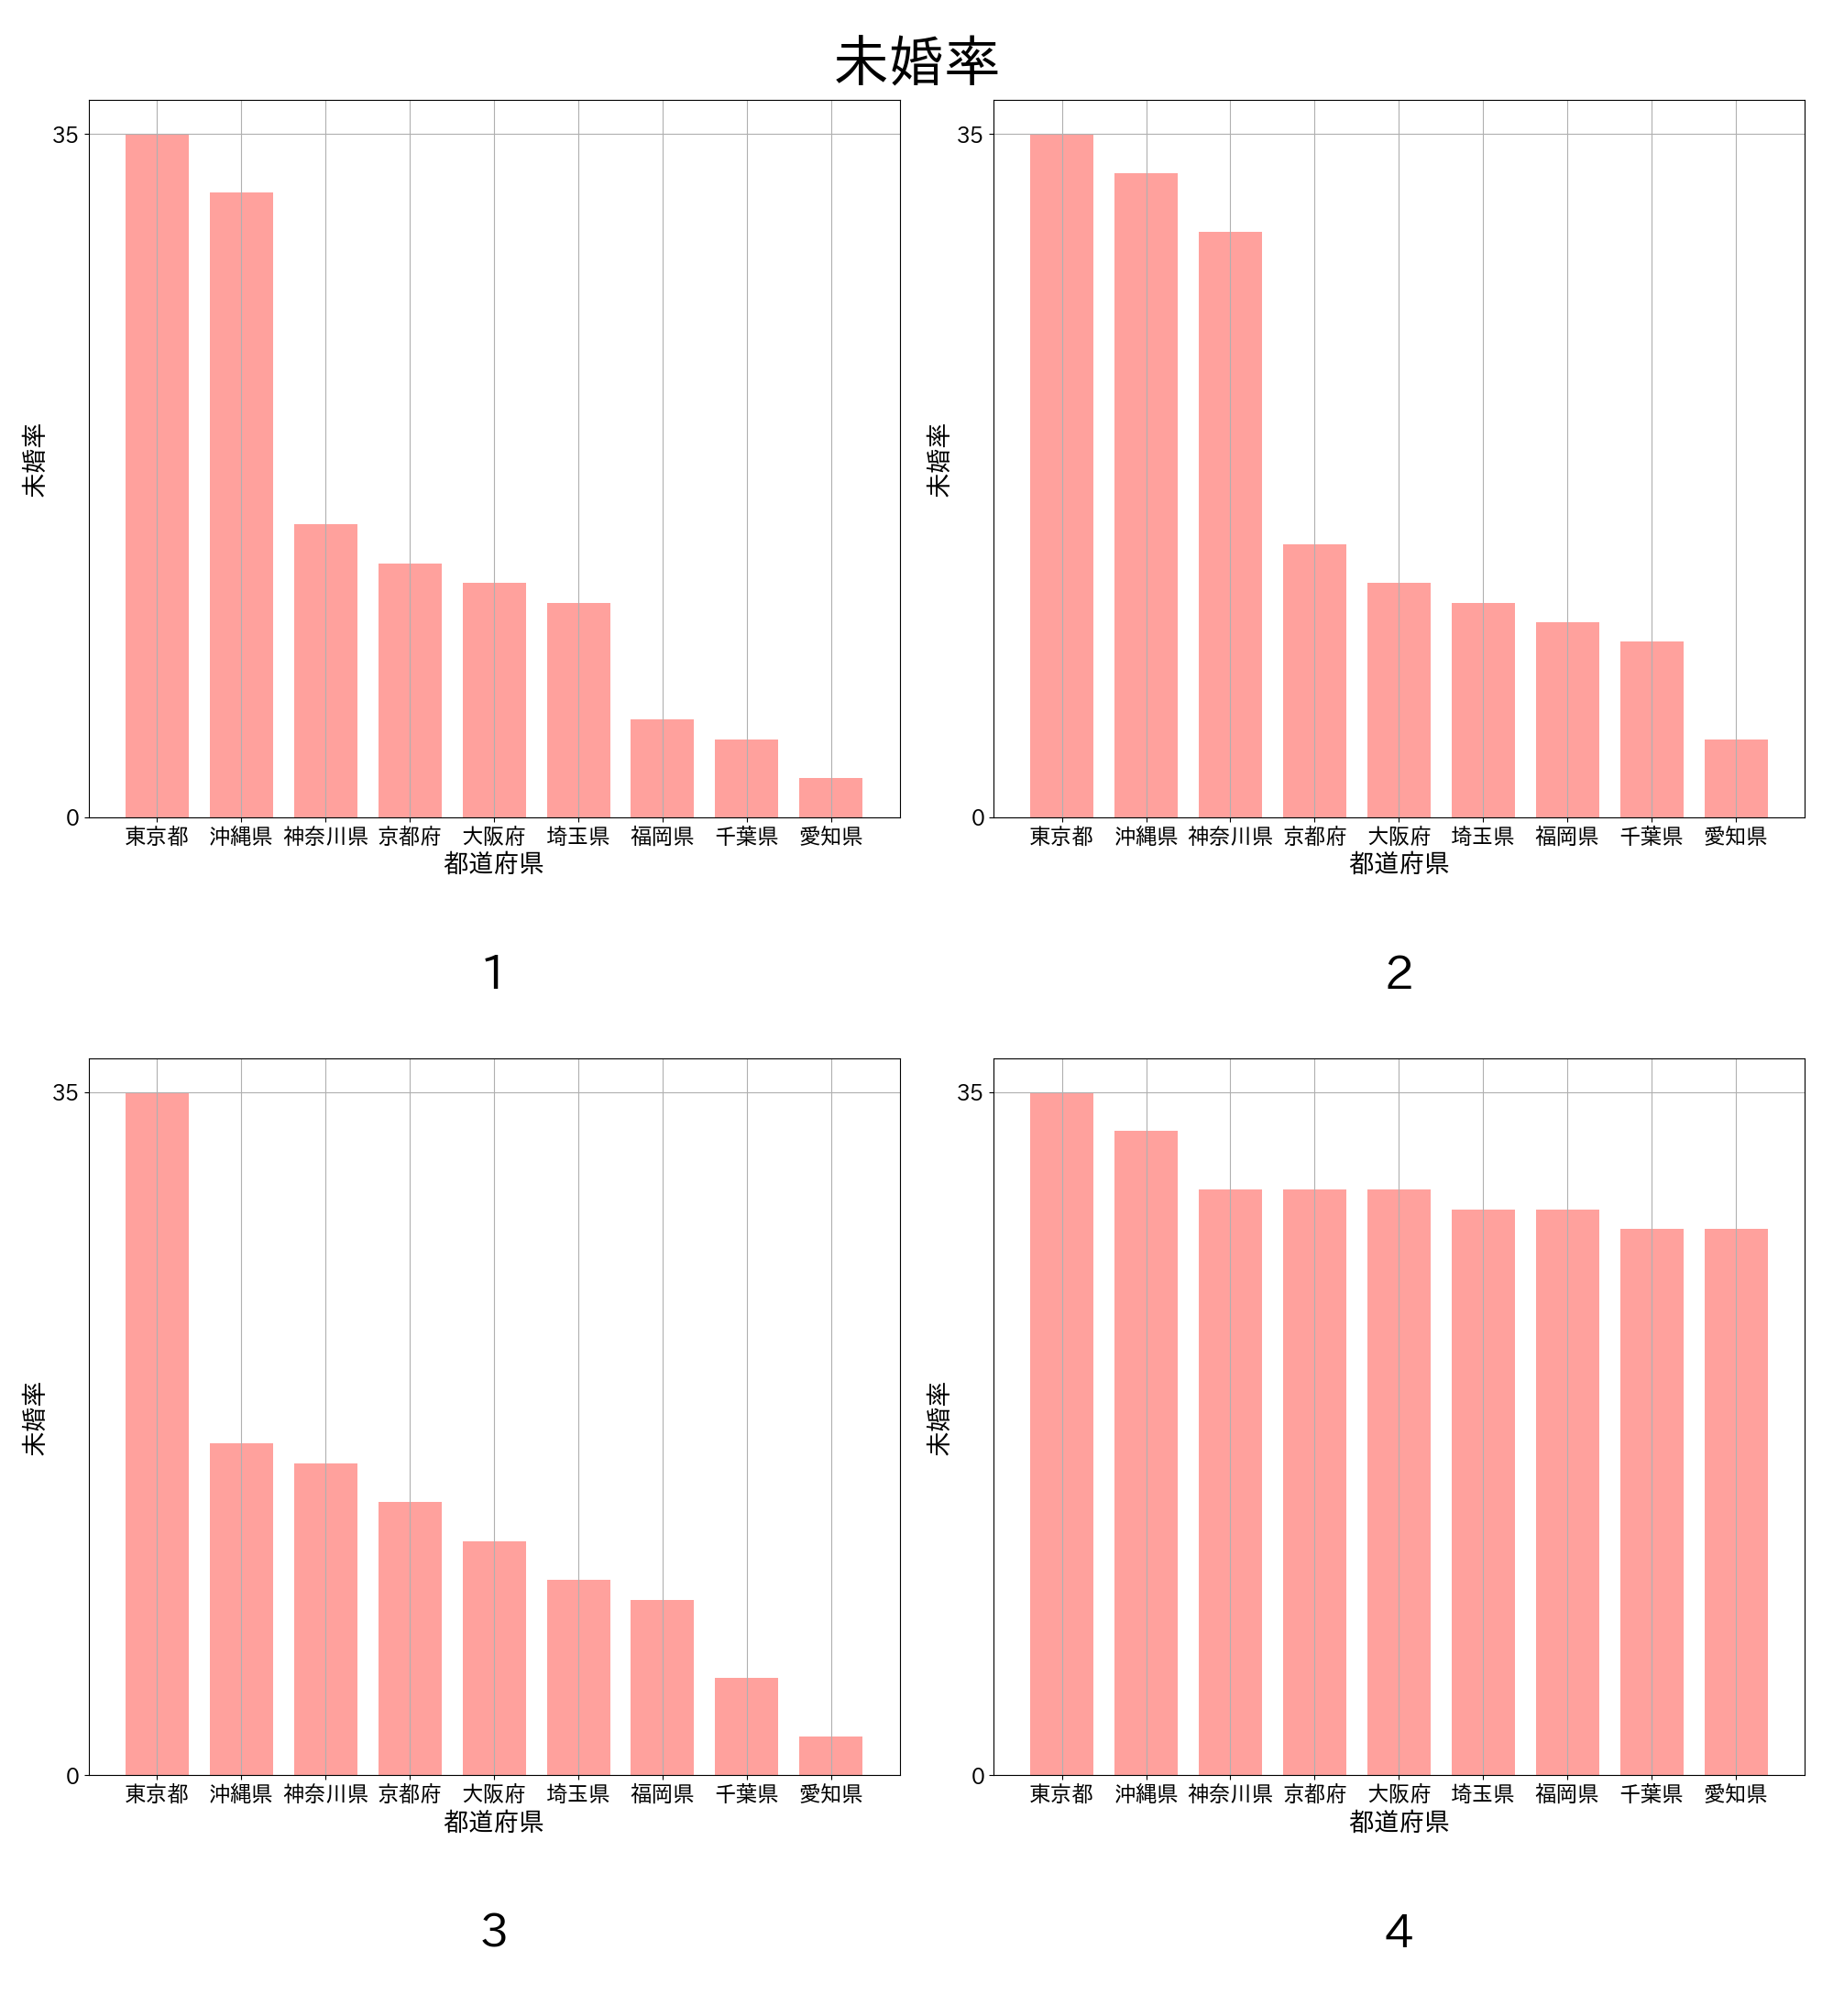 未婚率
35
0
未婚率
東京都 沖縄県 神奈川県 京都府 大阪府 埼玉県 福岡県 千葉県 愛知県
都道府県
1
35
0
未婚率
東京都 沖縄県 神奈川県 京都府 大阪府 埼玉県 福岡県 千葉県 愛知県
都道府県
2
35
0
未婚率
東京都 沖縄県 神奈川県 京都府 大阪府 埼玉県 福岡県 千葉県 愛知県
都道府県
3
35
0
未婚率
東京都 沖縄県 神奈川県 京都府 大阪府 埼玉県 福岡県 千葉県 愛知県
都道府県
4